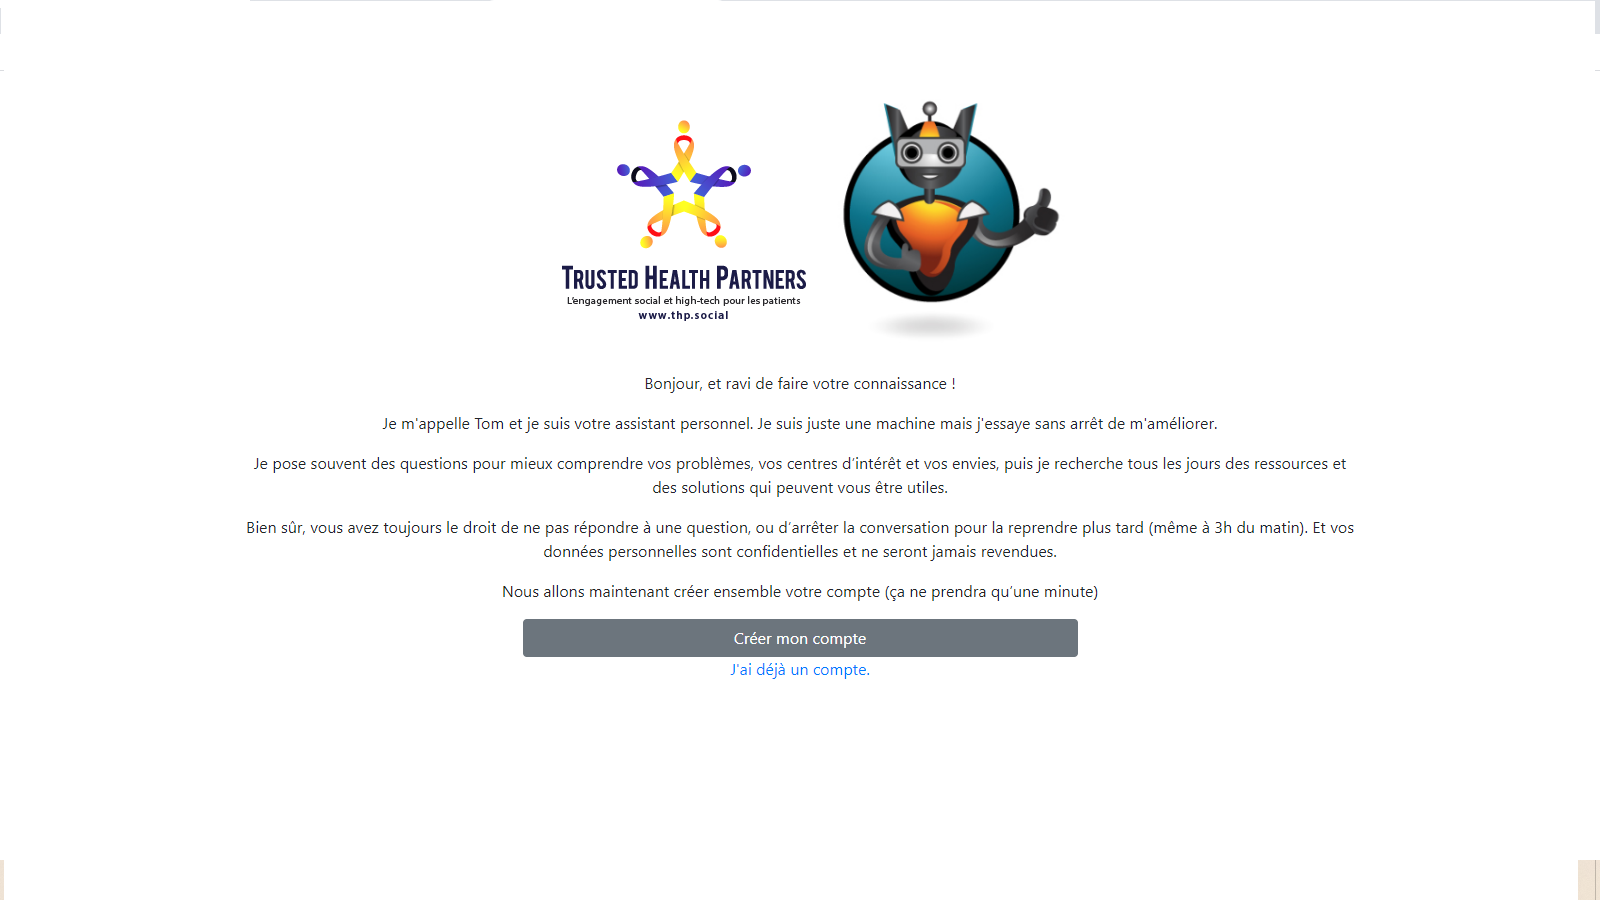 TRUSTED HEALTH PARTNERS
L'engagement social et high-tech pour les patients
www.thp.social
Bonjour, et ravi de faire votre connaissance !
Je m'appelle Tom et je suis votre assistant personnel. Je suis juste une machine mais j'essaye sans arrêt de m'améliorer.
Je pose souvent des questions pour mieux comprendre vos problèmes, vos centres d’intérêt et vos envies, puis je recherche tous les jours des ressources et
des solutions qui peuvent vous être utiles.
Bien sûr, vous avez toujours le droit de ne pas répondre à une question, ou d’arrêter la conversation pour la reprendre plus tard (même à 3h du matin). Et vos
données personnelles sont confidentielles et ne seront jamais revendues.
Nous allons maintenant créer ensemble votre compte (ça ne prendra qu’une minute)
Créer mon compte
J'ai déjà un compte.